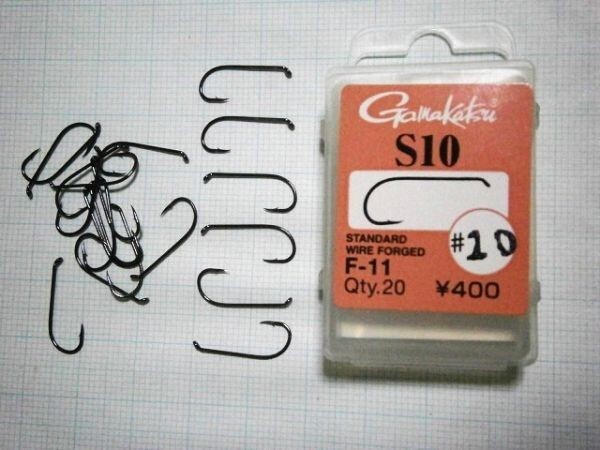 Gamakatsu
S10
STANDARD
WIRE FORGED
F-11
Qty.20
¥400
#10